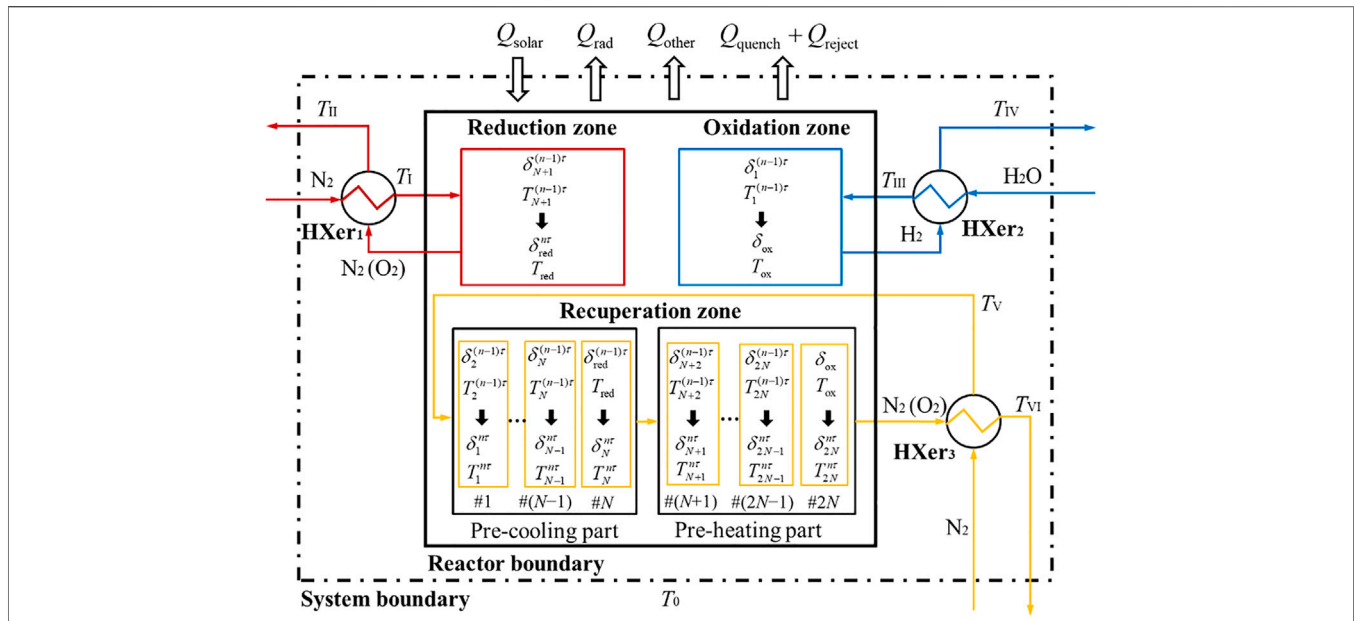 Q_solar Q_rad Q_other Q_quench + Q_reject
T_II T_IV
Reduction zone Oxidation zone
N₂ T_I δ_{N+1}^{(n-1)τ} δ_1^{(n-1)τ} T_III H₂O
T_{N+1}^{(n-1)τ} T_1^{(n-1)τ}
HXer₁ δ_red^{nτ} δ_ox H₂ HXer₂
N₂ (O₂) T_red T_ox
Recuperation zone T_V
δ_2^{(n-1)τ} δ_N^{(n-1)τ} δ_red^{(n-1)τ} δ_{N+2}^{(n-1)τ} δ_{2N}^{(n-1)τ} δ_ox
T_2^{(n-1)τ} T_N^{(n-1)τ} T_red T_{N+2}^{(n-1)τ} T_{2N}^{(n-1)τ} T_ox N₂ (O₂) T_VI
... ...
δ_1^{nτ} δ_{N-1}^{nτ} δ_N^{nτ} δ_{N+1}^{nτ} δ_{2N-1}^{nτ} δ_{2N}^{nτ} HXer₃
T_1^{nτ} T_{N-1}^{nτ} T_N^{nτ} T_{N+1}^{nτ} T_{2N-1}^{nτ} T_{2N}^{nτ}
#1 #(N−1) #N #(N+1) #(2N−1) #2N
Pre-cooling part Pre-heating part N₂
Reactor boundary
System boundary T₀